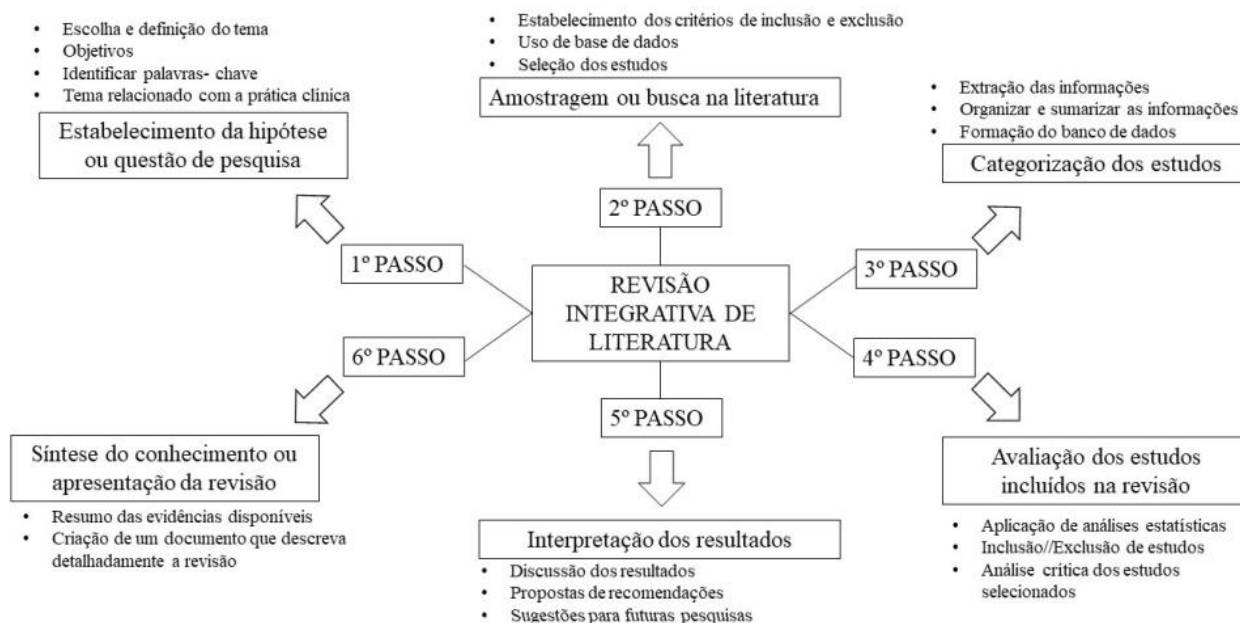 • Escolha e definição do tema
• Objetivos
• Identificar palavras- chave
• Tema relacionado com a prática clínica
Estabelecimento da hipótese
ou questão de pesquisa
1º PASSO
• Estabelecimento dos critérios de inclusão e exclusão
• Uso de base de dados
• Seleção dos estudos
Amostragem ou busca na literatura
2º PASSO
• Extração das informações
• Organizar e sumarizar as informações
• Formação do banco de dados
Categorização dos estudos
3º PASSO
REVISÃO
INTEGRATIVA DE
LITERATURA
4º PASSO
Avaliação dos estudos
incluídos na revisão
• Aplicação de análises estatísticas
• Inclusão//Exclusão de estudos
• Análise crítica dos estudos
selecionados
5º PASSO
Interpretação dos resultados
• Discussão dos resultados
• Propostas de recomendações
• Sugestões para futuras pesquisas
6º PASSO
Síntese do conhecimento ou
apresentação da revisão
• Resumo das evidências disponíveis
• Criação de um documento que descreva
detalhadamente a revisão